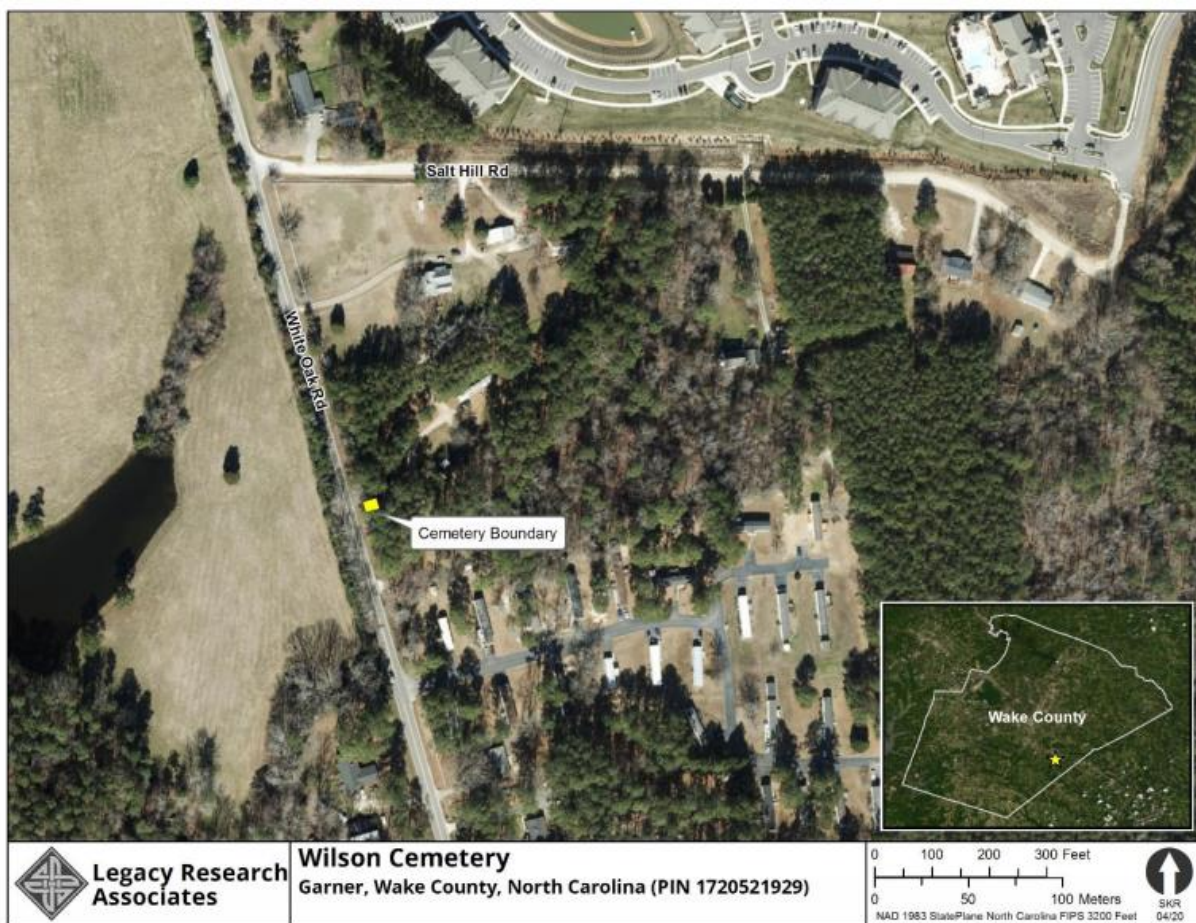 Salt Hill Rd
White Oak Rd
Cemetery Boundary
Wake County
Legacy Research
Associates
Wilson Cemetery
Garner, Wake County, North Carolina (PIN 1720521929)
0 100 200 300 Feet
0 50 100 Meters
NAD 1983 StatePlane North Carolina FIPS 3200 Feet
SKR
04/20